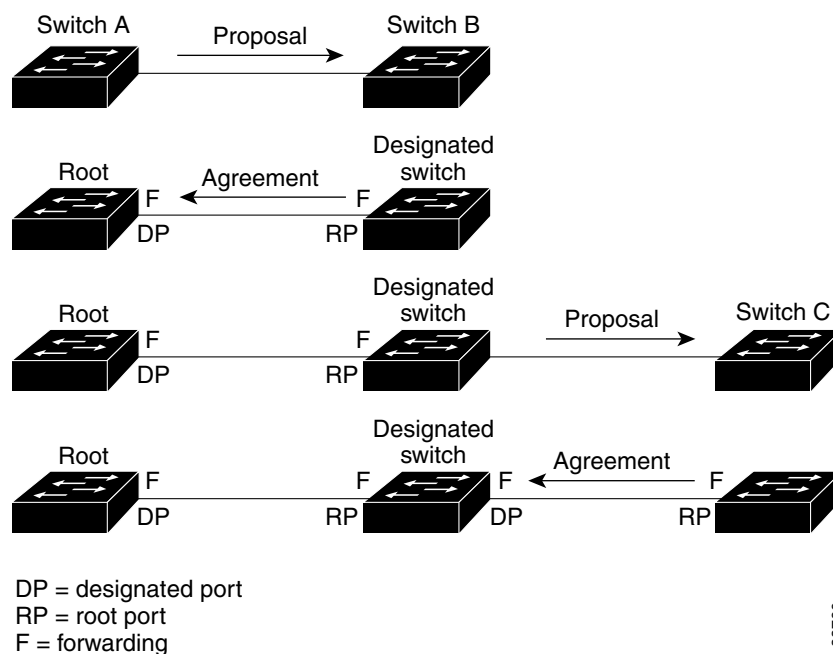 Switch A
Proposal
Switch B
Root
F
Agreement
F
Designated
switch
DP
RP
Root
F
F
Designated
switch
Proposal
Switch C
DP
RP
Root
F
F
Designated
switch
F
Agreement
F
DP
RP
DP
RP
DP = designated port
RP = root port
F = forwarding